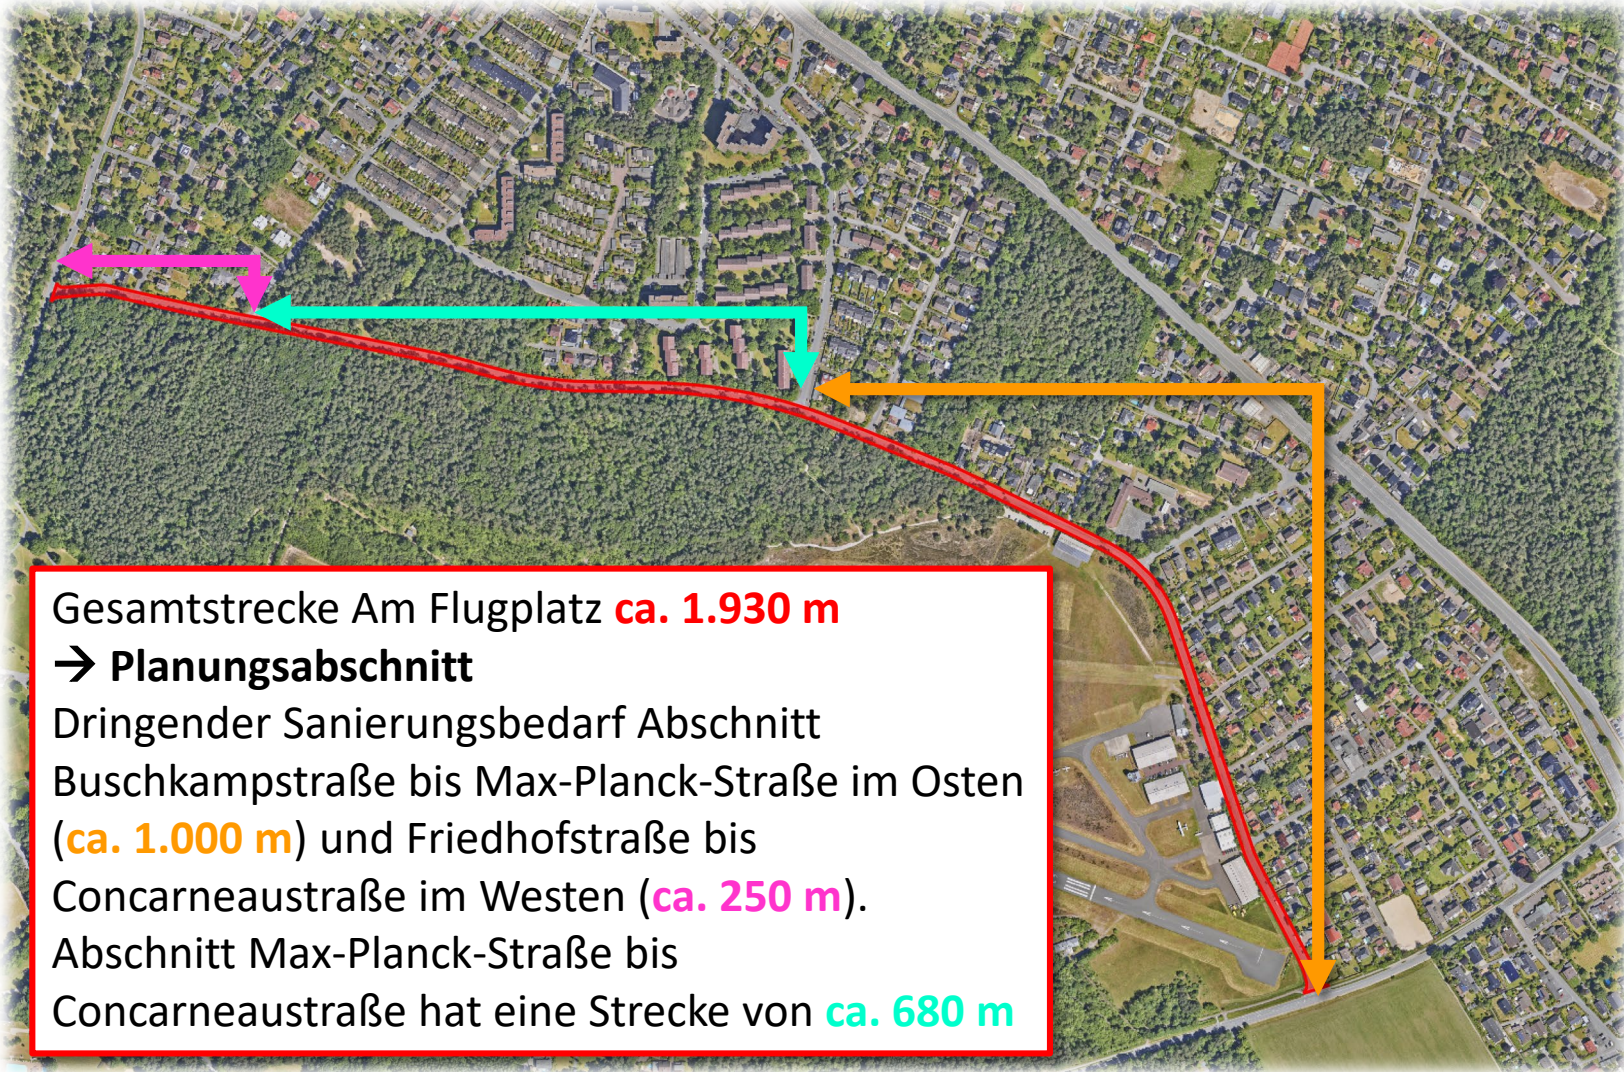 Gesamtstrecke Am Flugplatz ca. 1.930 m
→ Planungsabschnitt
Dringender Sanierungsbedarf Abschnitt
Buschkampstraße bis Max-Planck-Straße im Osten
(ca. 1.000 m) und Friedhofstraße bis
Concarneaustraße im Westen (ca. 250 m).
Abschnitt Max-Planck-Straße bis
Concarneaustraße hat eine Strecke von ca. 680 m